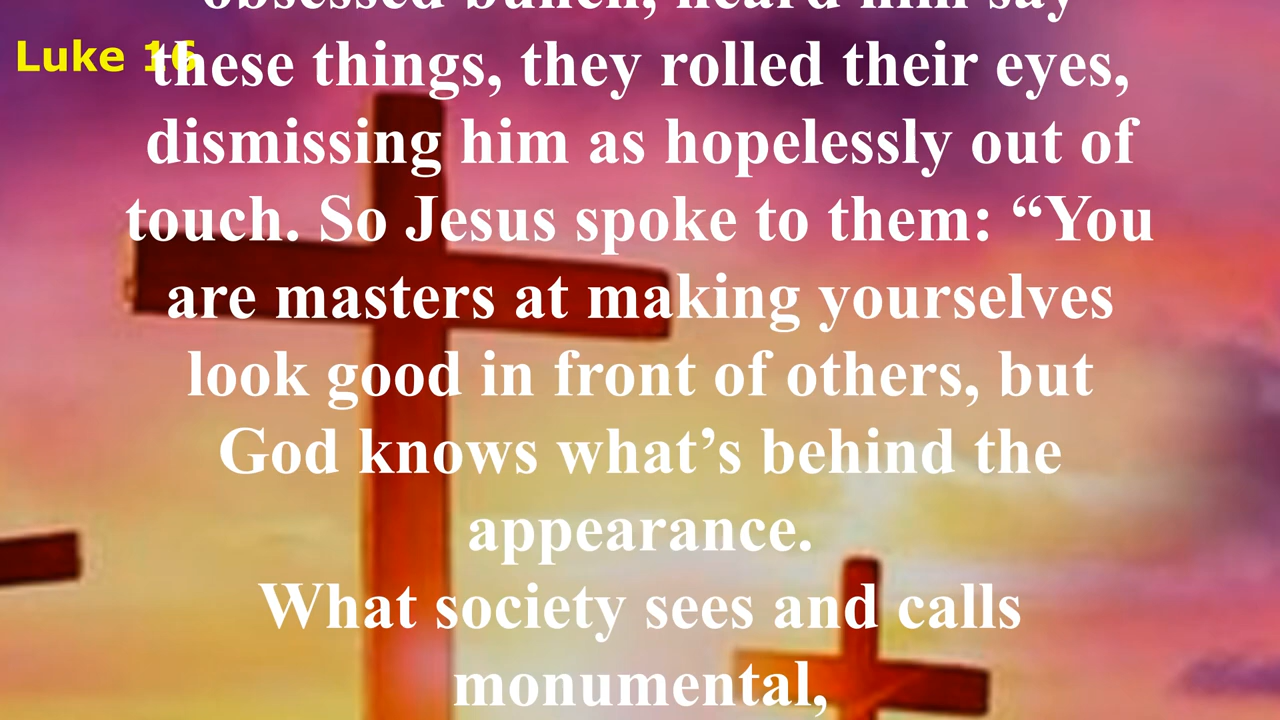 obsessed bunch, heard him say
Luke 16
these things, they rolled their eyes,
dismissing him as hopelessly out of
touch. So Jesus spoke to them: “You
are masters at making yourselves
look good in front of others, but
God knows what’s behind the
appearance.
What society sees and calls
monumental,